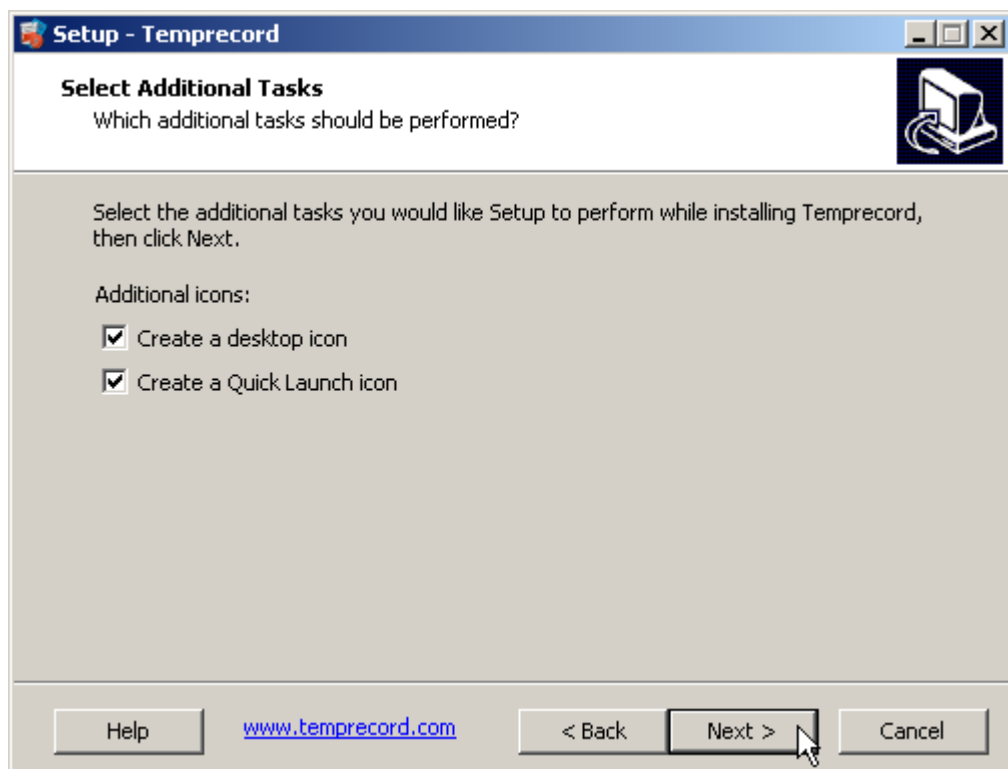 Setup - Temprecord
Select Additional Tasks
Which additional tasks should be performed?
Select the additional tasks you would like Setup to perform while installing Temprecord,
then click Next.
Additional icons:
Create a desktop icon
Create a Quick Launch icon
Help
www.temprecord.com
< Back
Next >
Cancel